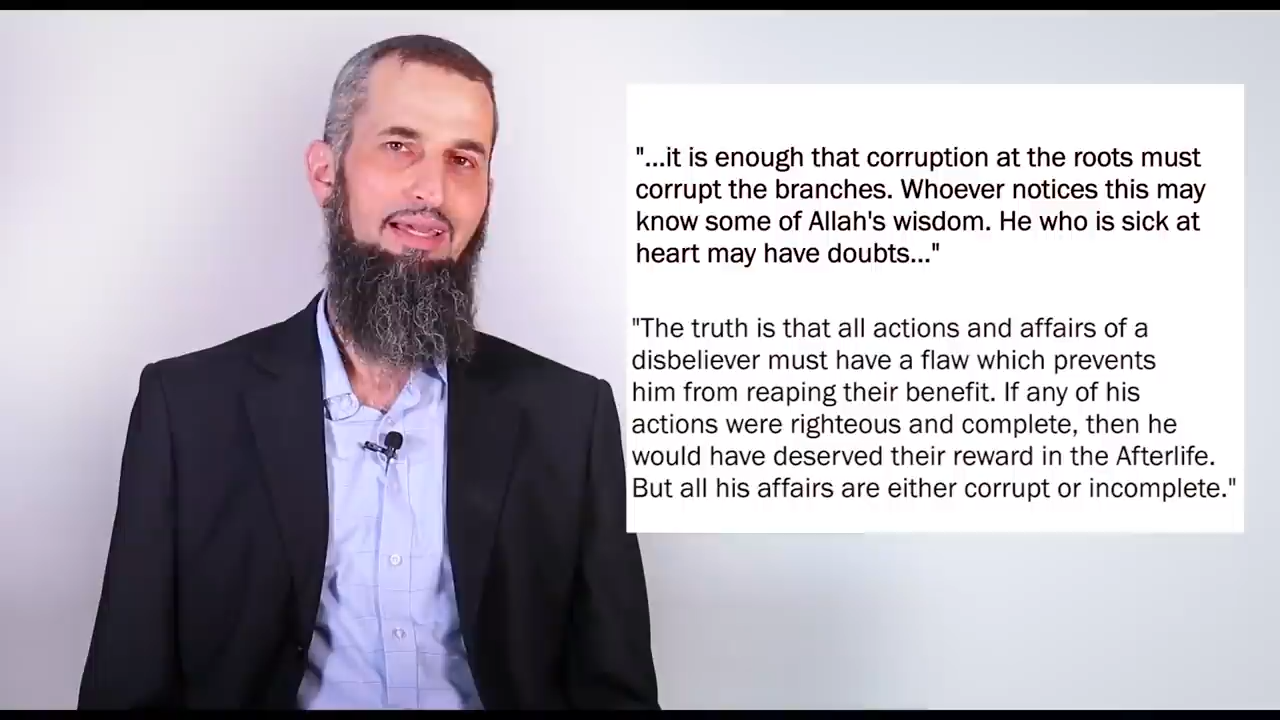 "...it is enough that corruption at the roots must
corrupt the branches. Whoever notices this may
know some of Allah's wisdom. He who is sick at
heart may have doubts..."
"The truth is that all actions and affairs of a
disbeliever must have a flaw which prevents
him from reaping their benefit. If any of his
actions were righteous and complete, then he
would have deserved their reward in the Afterlife.
But all his affairs are either corrupt or incomplete."